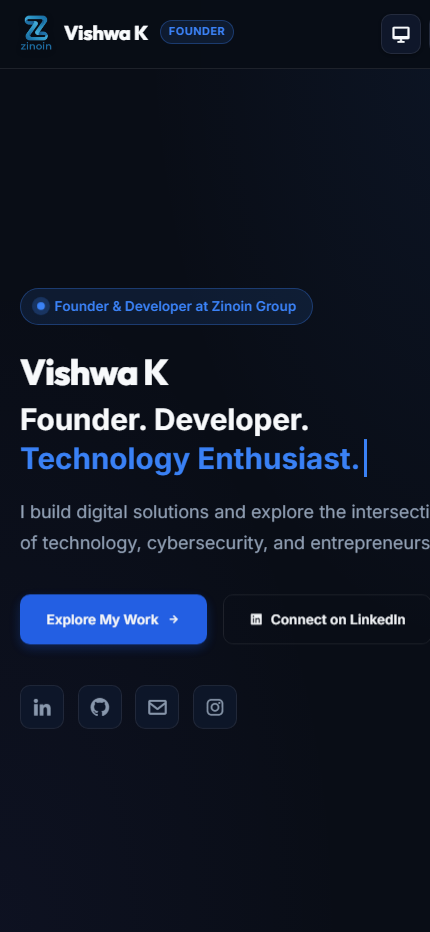 zinoin
Vishwa K
FOUNDER
Founder & Developer at Zinoin Group
Vishwa K
Founder. Developer.
Technology Enthusiast.
I build digital solutions and explore the intersecti
of technology, cybersecurity, and entrepreneurs
Explore My Work →
Connect on LinkedIn